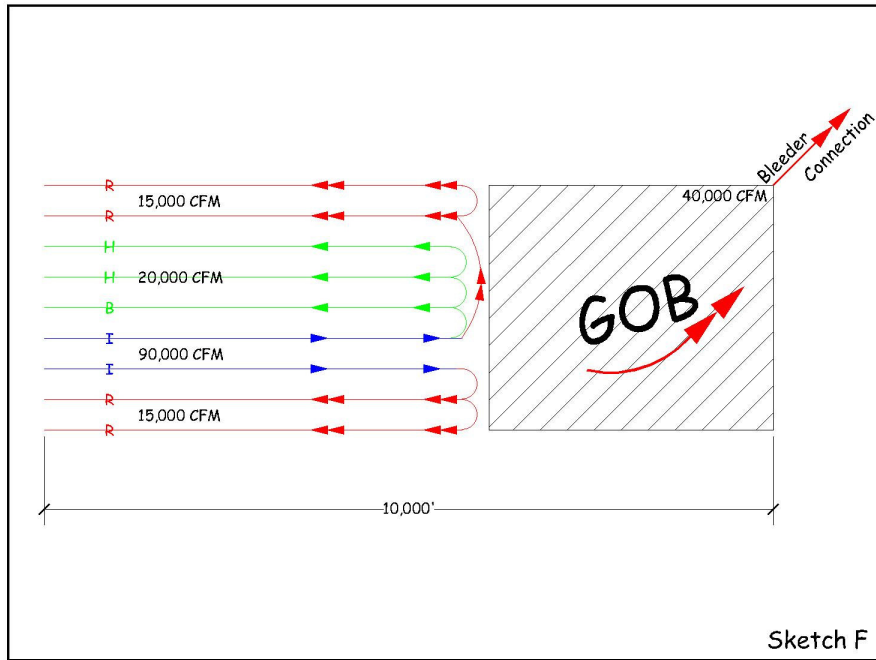 Bleeder
Connection
R
15,000 CFM
40,000 CFM
R
H
H
20,000 CFM
B
GOB
I
90,000 CFM
I
R
15,000 CFM
R
10,000'
Sketch F